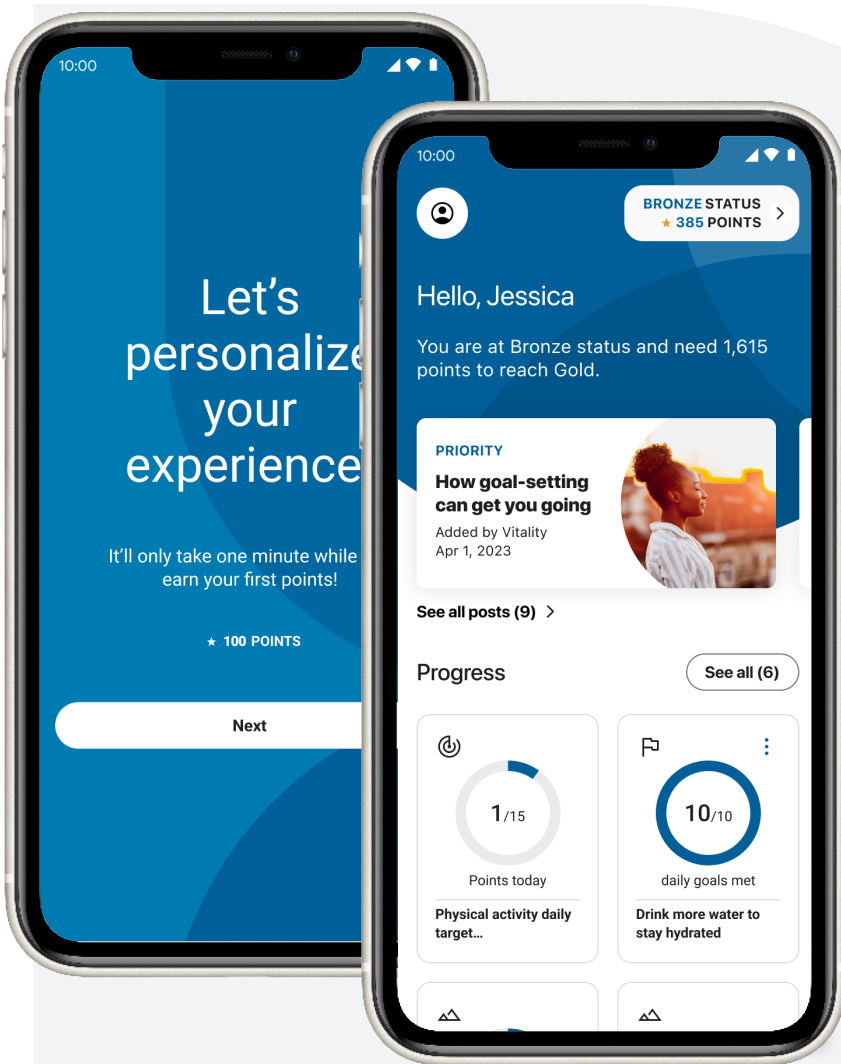 10:00
Let’s
personalize
your
experience
It’ll only take one minute while
earn your first points!
★ 100 POINTS
Next
10:00
BRONZE STATUS
★ 385 POINTS
Hello, Jessica
You are at Bronze status and need 1,615
points to reach Gold.
PRIORITY
How goal-setting
can get you going
Added by Vitality
Apr 1, 2023
See all posts (9)
Progress
See all (6)
1/15
Points today
Physical activity daily
target…
10/10
daily goals met
Drink more water to
stay hydrated